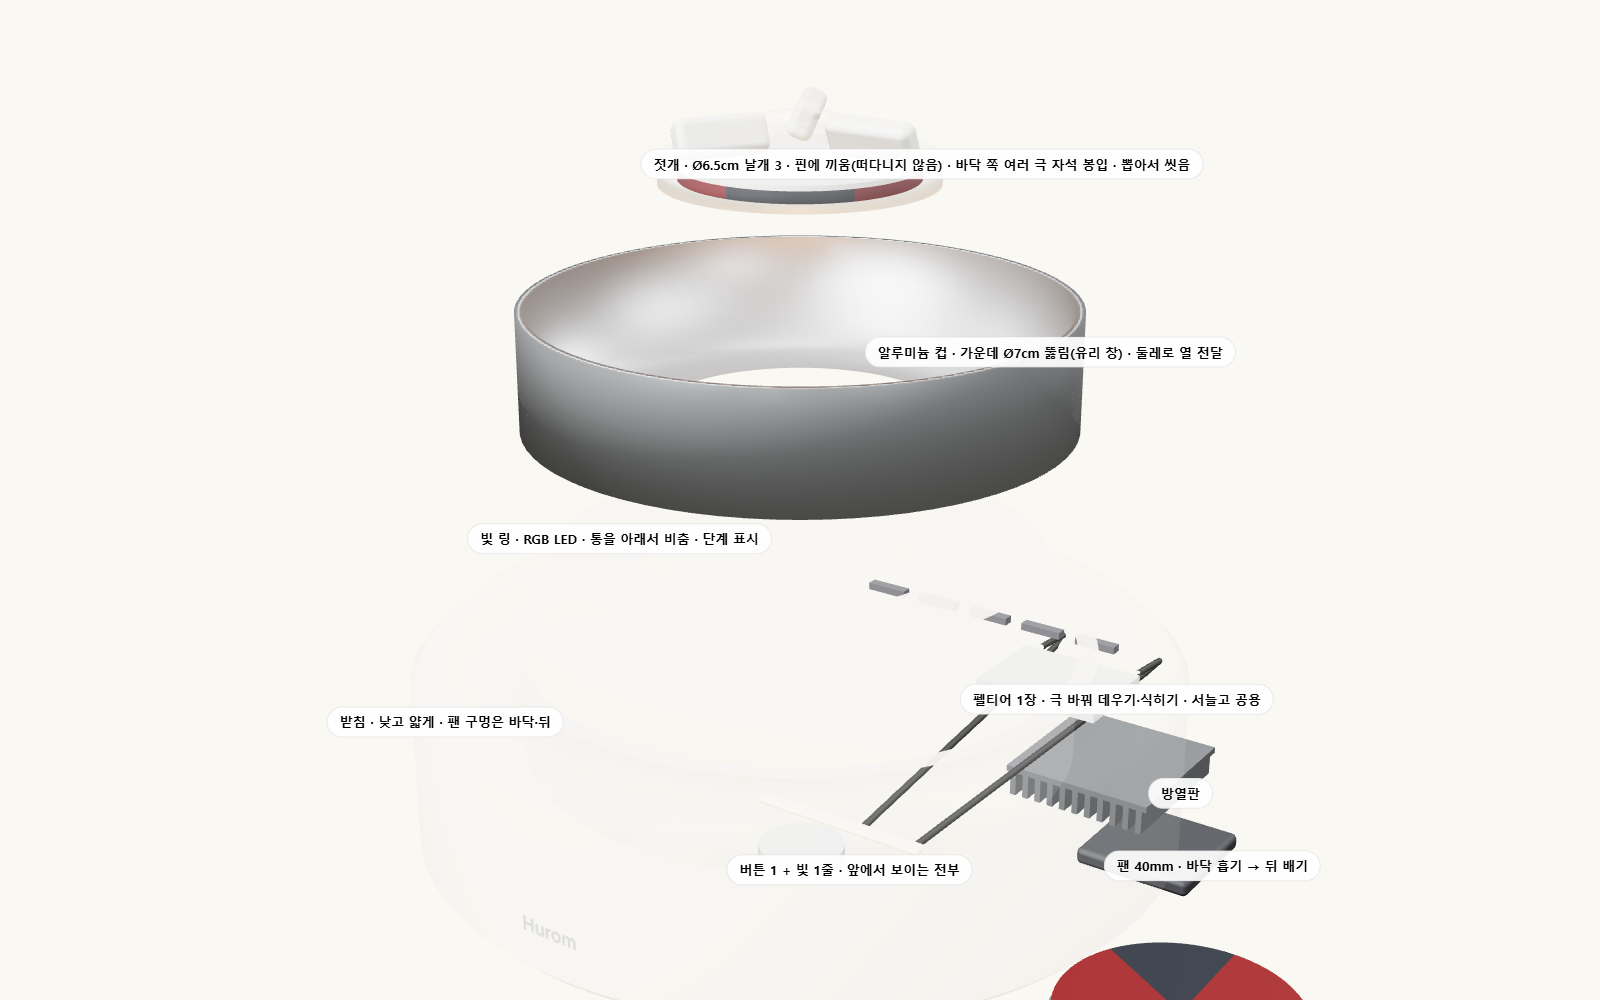 젓개 · Ø6.5cm 날개 3 · 핀에 끼움(떠다니지 않음) · 바닥 쪽 여러 극 자석 봉입 · 뽑아서 씻음
알루미늄 컵 · 가운데 Ø7cm 뚫림(유리 창) · 둘레로 열 전달
빛 링 · RGB LED · 통을 아래서 비춤 · 단계 표시
펠티어 1장 · 극 바꿔 데우기·식히기 · 서늘고 공용
받침 · 낮고 얇게 · 팬 구멍은 바닥·뒤
방열판
팬 40mm · 바닥 흡기 → 뒤 배기
버튼 1 + 빛 1줄 · 앞에서 보이는 전부
Hurom